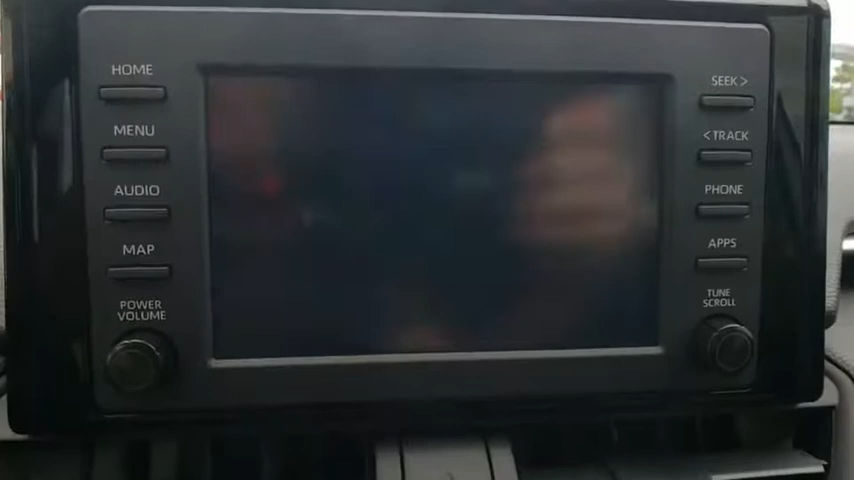 HOME
MENU
AUDIO
MAP
POWER
VOLUME
SEEK>
<TRACK
PHONE
APPS
TUNE
SCROLL